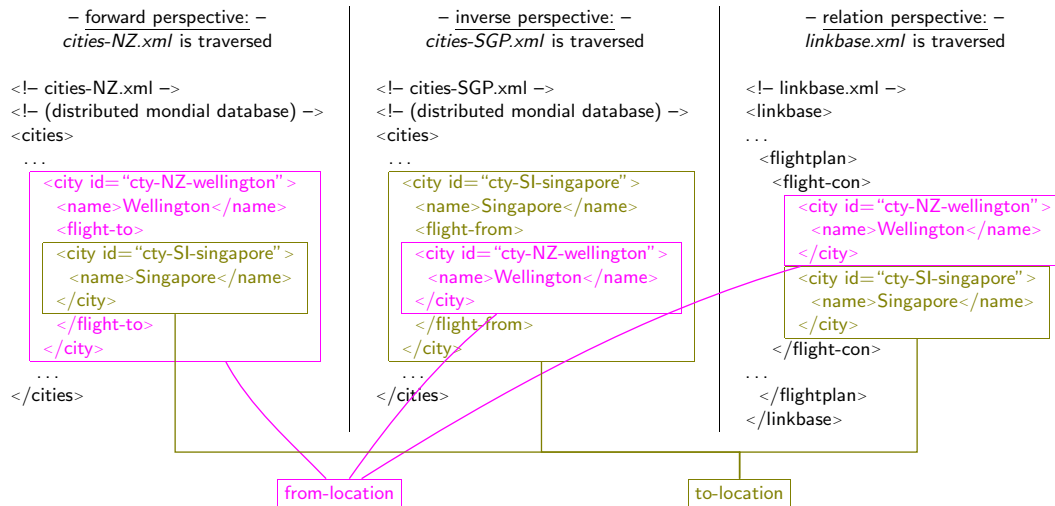 – forward perspective: –
cities-NZ.xml is traversed
<!– cities-NZ.xml –>
<!– (distributed mondial database) –>
<cities>
...
<city id=“cty-NZ-wellington”>
<name>Wellington</name>
<flight-to>
<city id=“cty-SI-singapore”>
<name>Singapore</name>
</city>
</flight-to>
</city>
...
</cities>
– inverse perspective: –
cities-SGP.xml is traversed
<!– cities-SGP.xml –>
<!– (distributed mondial database) –>
<cities>
...
<city id=“cty-SI-singapore”>
<name>Singapore</name>
<flight-from>
<city id=“cty-NZ-wellington”>
<name>Wellington</name>
</city>
</flight-from>
</city>
...
</cities>
– relation perspective: –
linkbase.xml is traversed
<!– linkbase.xml –>
<linkbase>
...
<flightplan>
<flight-con>
<city id=“cty-NZ-wellington”>
<name>Wellington</name>
</city>
<city id=“cty-SI-singapore”>
<name>Singapore</name>
</city>
</flight-con>
...
</flightplan>
</linkbase>
from-location
to-location